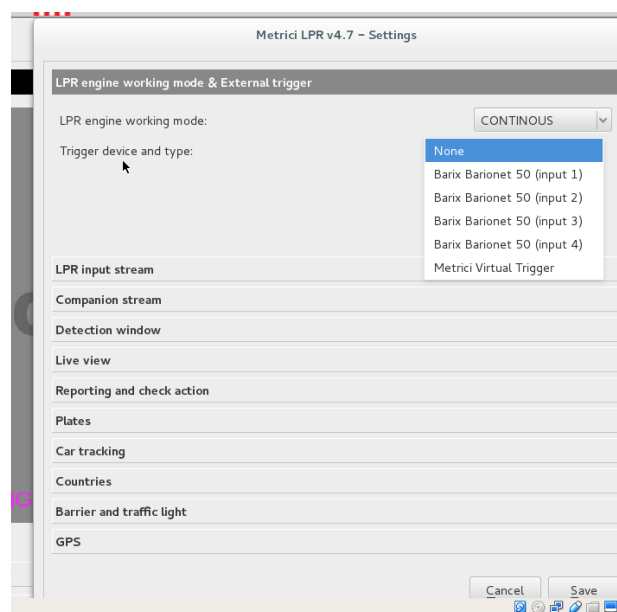 Metrici LPR v4.7 – Settings
LPR engine working mode & External trigger
LPR engine working mode:
CONTINOUS
Trigger device and type:
None
Barix Barionet 50 (input 1)
Barix Barionet 50 (input 2)
Barix Barionet 50 (input 3)
Barix Barionet 50 (input 4)
Metrici Virtual Trigger
LPR input stream
Companion stream
Detection window
Live view
Reporting and check action
Plates
Car tracking
Countries
Barrier and traffic light
GPS
Cancel
Save